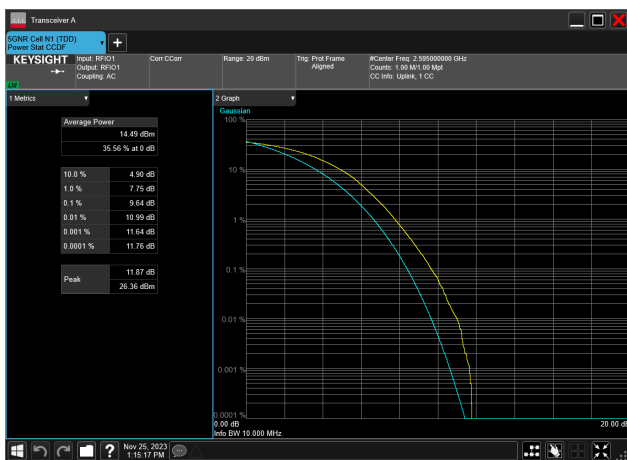 Transceiver A
5GNR Cell N1 (TDD)
Power Stat CCDF
KEYSIGHT
Input: RFIO1
Output: RFIO1
Coupling: AC
Corr CCorr
Range: 20 dBm
Trig: Prot Frame
Aligned
#Center Freq: 2.595000000 GHz
Counts: 1.00 M/1.00 Mpt
CC Info: Uplink, 1 CC
LXI
1 Metrics
Average Power
14.49 dBm
35.56 % at 0 dB
10.0 % 4.90 dB
1.0 % 7.75 dB
0.1 % 9.64 dB
0.01 % 10.99 dB
0.001 % 11.64 dB
0.0001 % 11.76 dB
Peak 11.87 dB
26.36 dBm
2 Graph
Gaussian
100 %
10 %
1 %
0.1 %
0.01 %
0.001 %
0.0001 %
0.00 dB 20.00 dB
Info BW 10.000 MHz
Nov 25, 2023
1:15:17 PM